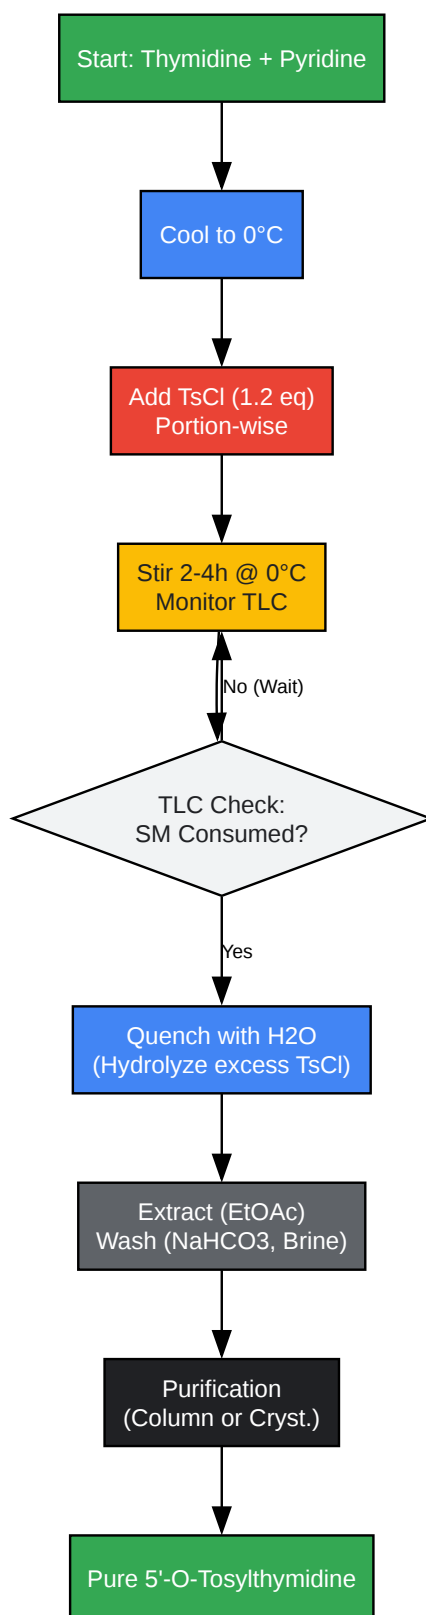 Start: Thymidine + Pyridine
Cool to 0°C
Add TsCl (1.2 eq)
Portion-wise
Stir 2-4h @ 0°C
Monitor TLC
No (Wait)
TLC Check:
SM Consumed?
Yes
Quench with H2O
(Hydrolyze excess TsCl)
Extract (EtOAc)
Wash (NaHCO3, Brine)
Purification
(Column or Cryst.)
Pure 5'-O-Tosylthymidine